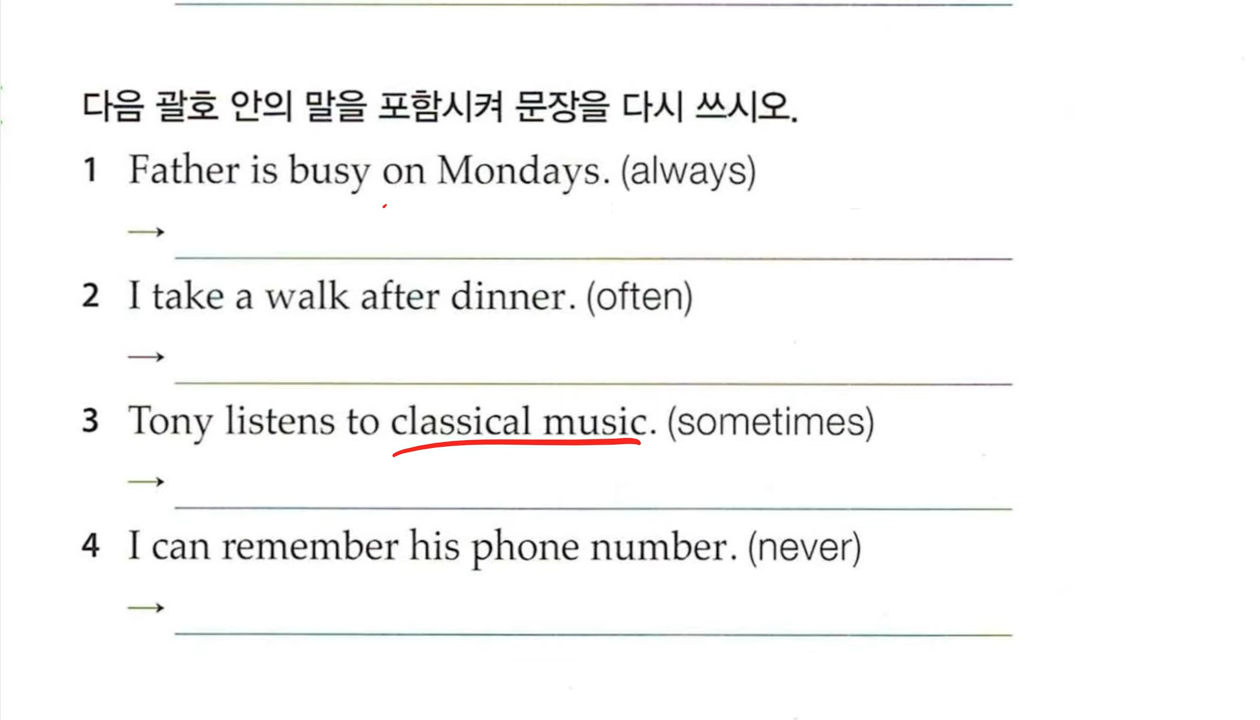 다음 괄호 안의 말을 포함시켜 문장을 다시 쓰시오.
1 Father is busy on Mondays. (always)
→
2 I take a walk after dinner. (often)
→
3 Tony listens to classical music. (sometimes)
→
4 I can remember his phone number. (never)
→